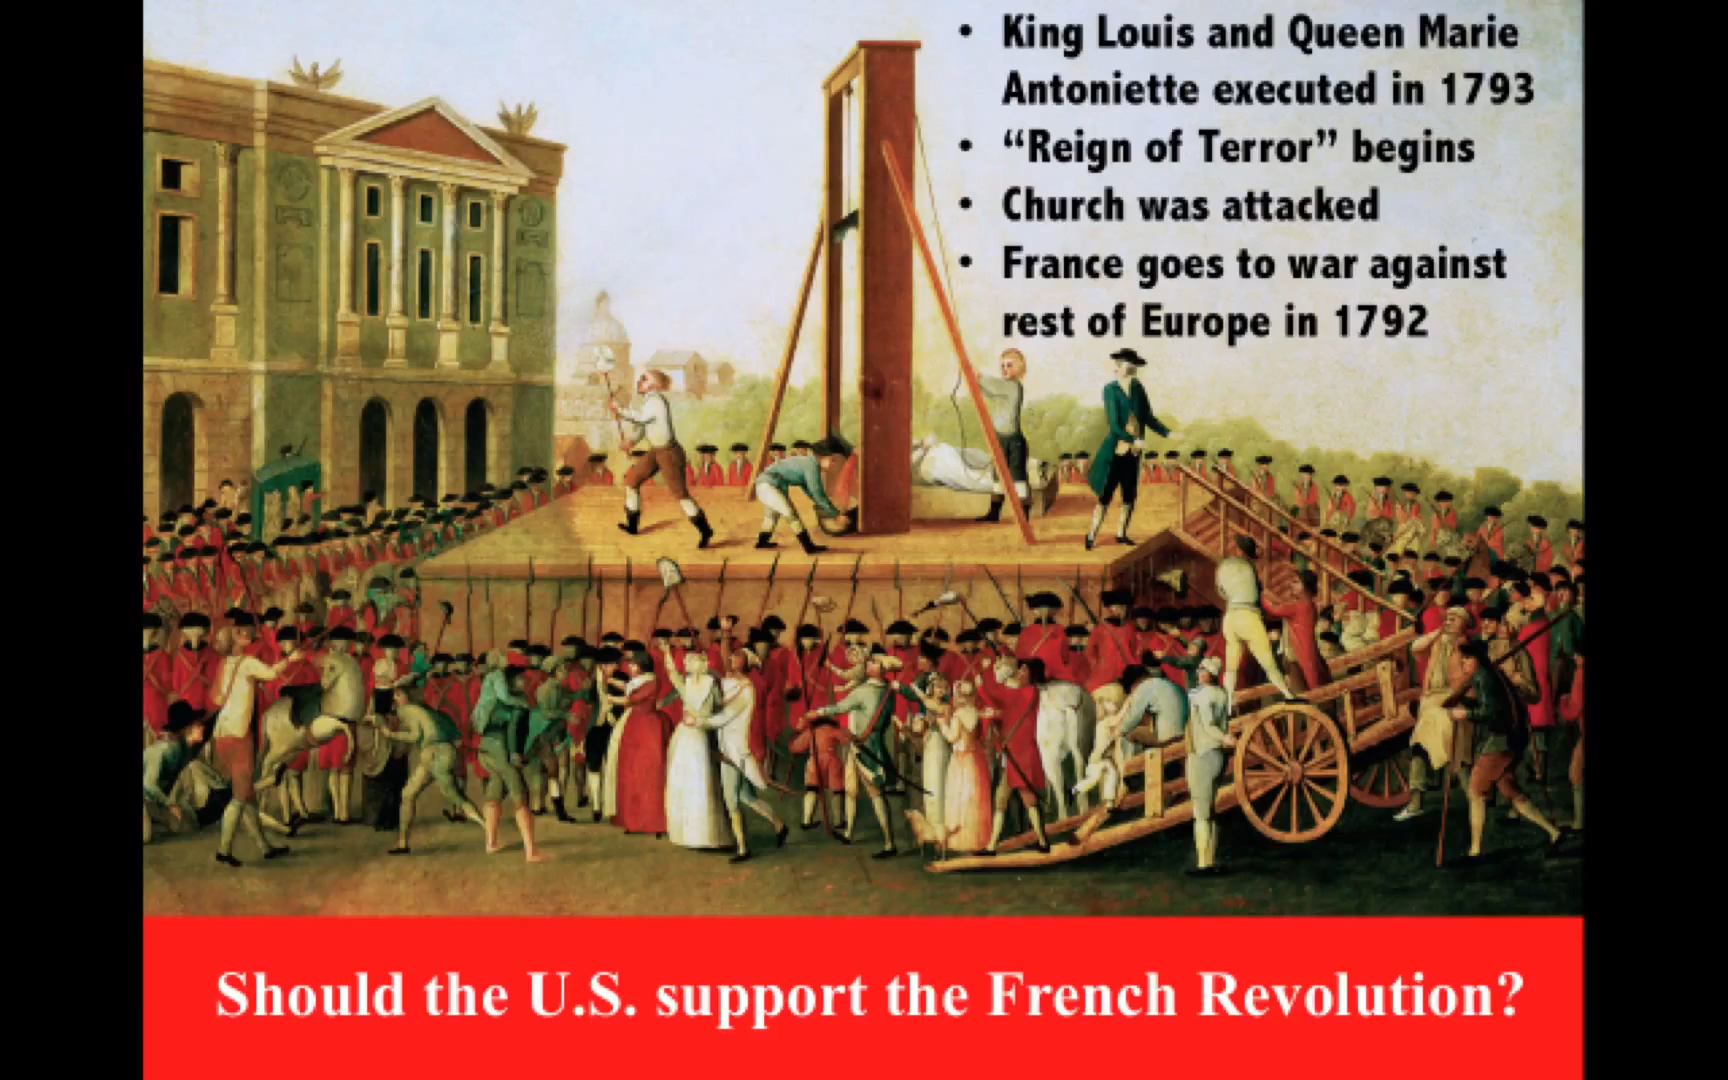 • King Louis and Queen Marie
Antoniette executed in 1793
• “Reign of Terror” begins
• Church was attacked
• France goes to war against
rest of Europe in 1792
Should the U.S. support the French Revolution?